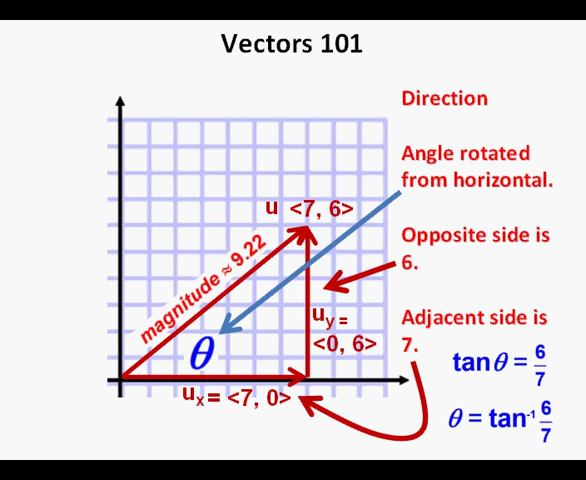 Vectors 101
Direction
Angle rotated
from horizontal.
u <7, 6>
magnitude ≈ 9.22
Opposite side is
6.
u_y =
<0, 6>
Adjacent side is
7.
θ
tan θ = 6/7
u_x = <7, 0>
θ = tan⁻¹ 6/7